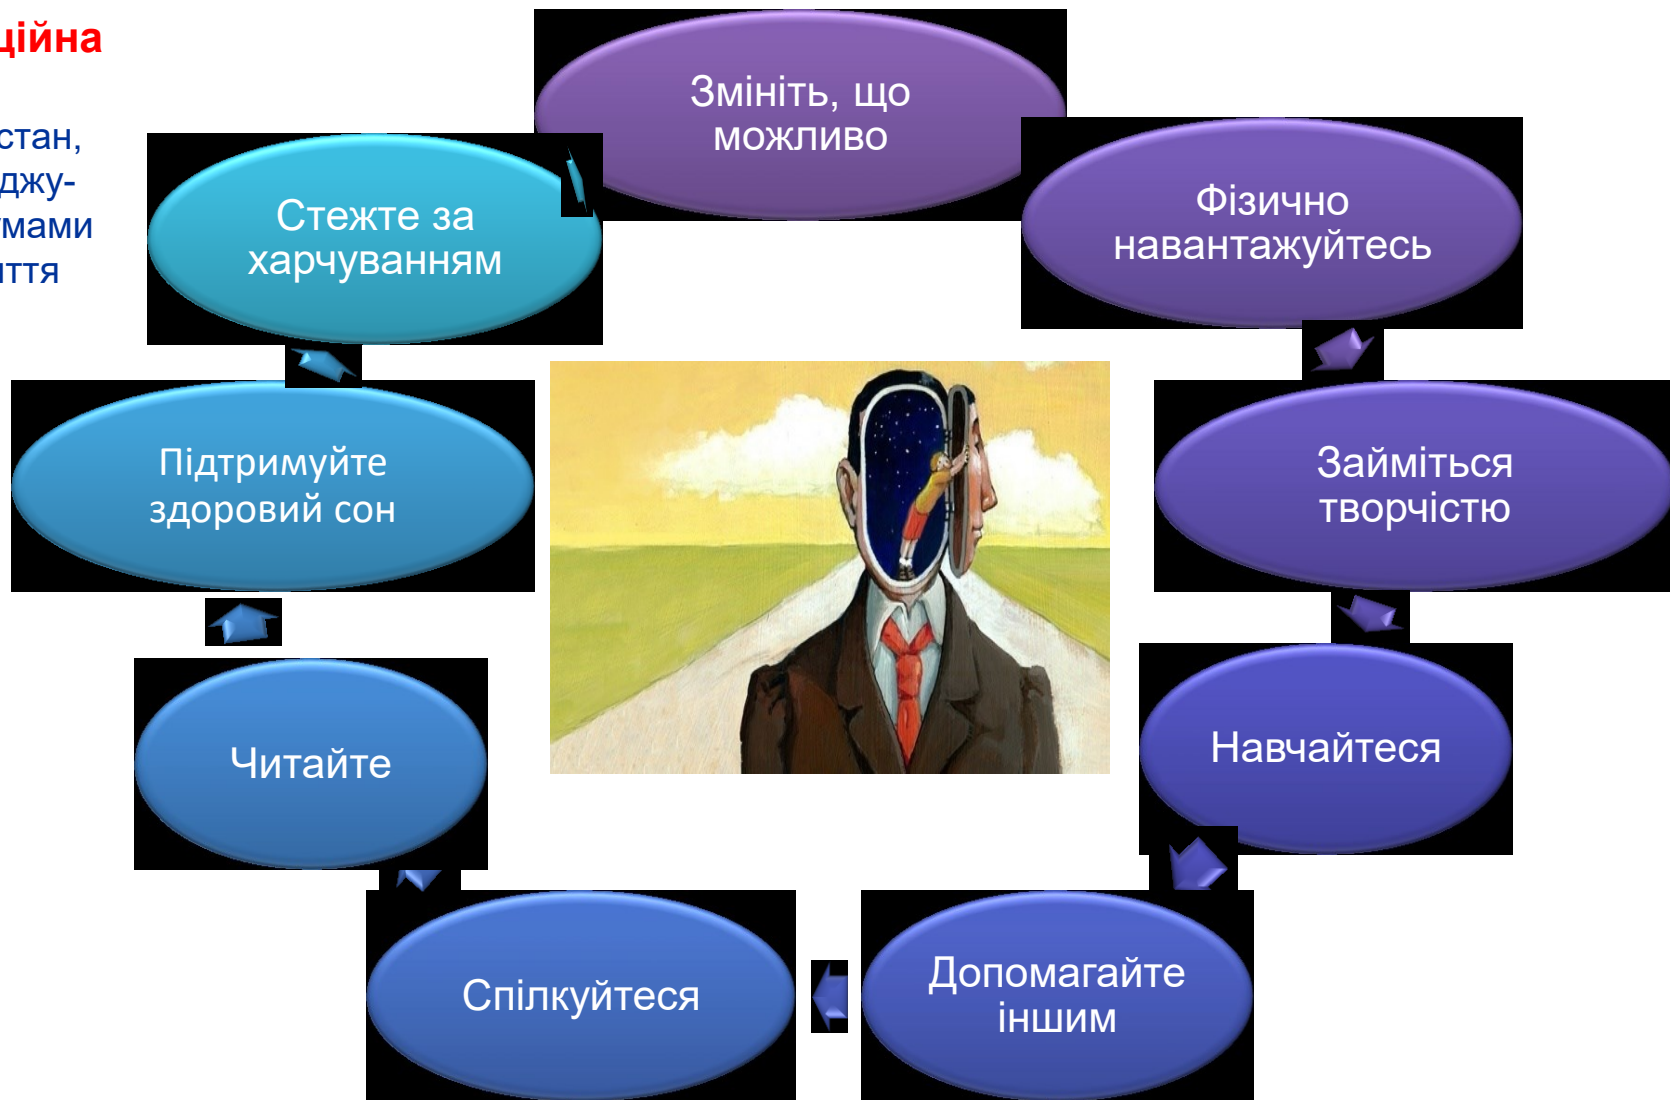 ційна
стан,
джу-
умами
иття
Змініть, що
можливо
Фізично
навантажуйтесь
Займіться
творчістю
Навчайтеся
Допомагайте
іншим
Спілкуйтеся
Читайте
Підтримуйте
здоровий сон
Стежте за
харчуванням